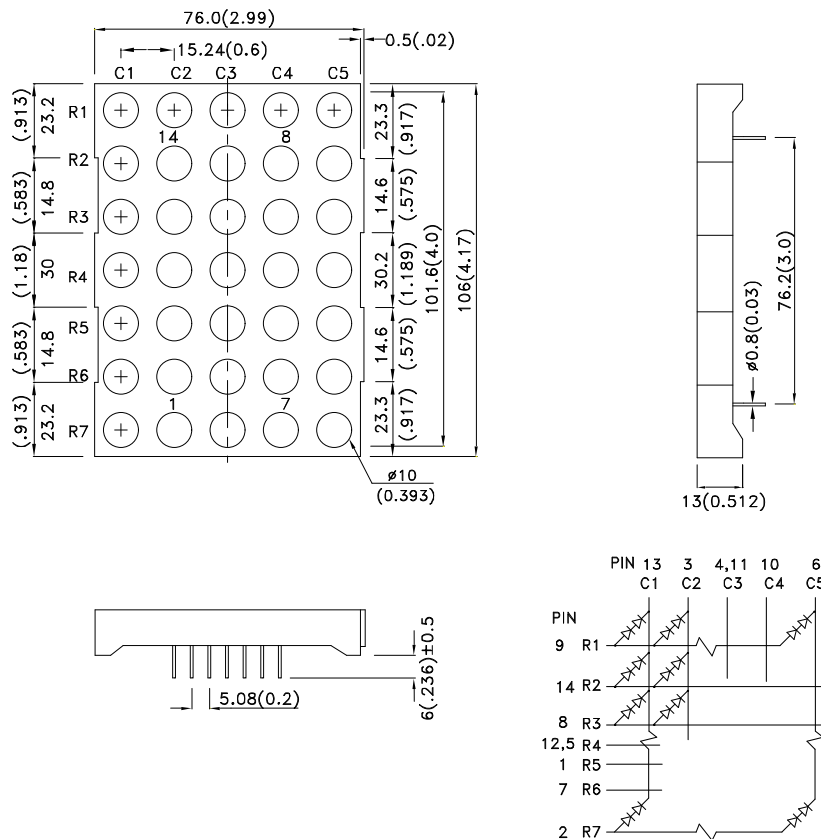 76.0(2.99)
15.24(0.6)
0.5(.02)
C1 C2 C3 C4 C5
R1
R2
R3
R4
R5
R6
R7
14 8
1 7
23.2 (.913)
14.8 (.583)
30 (1.18)
14.8 (.583)
23.2 (.913)
23.3 (.917)
14.6 (.575)
30.2 (1.189)
14.6 (.575)
23.3 (.917)
101.6(4.0)
106(4.17)
ø10
(0.393)
76.2(3.0)
ø0.8(0.03)
13(0.512)
5.08(0.2)
6(.236)±0.5
PIN 13 3 4,11 10 6
C1 C2 C3 C4 C5
PIN
9 R1
14 R2
8 R3
12,5 R4
1 R5
7 R6
2 R7